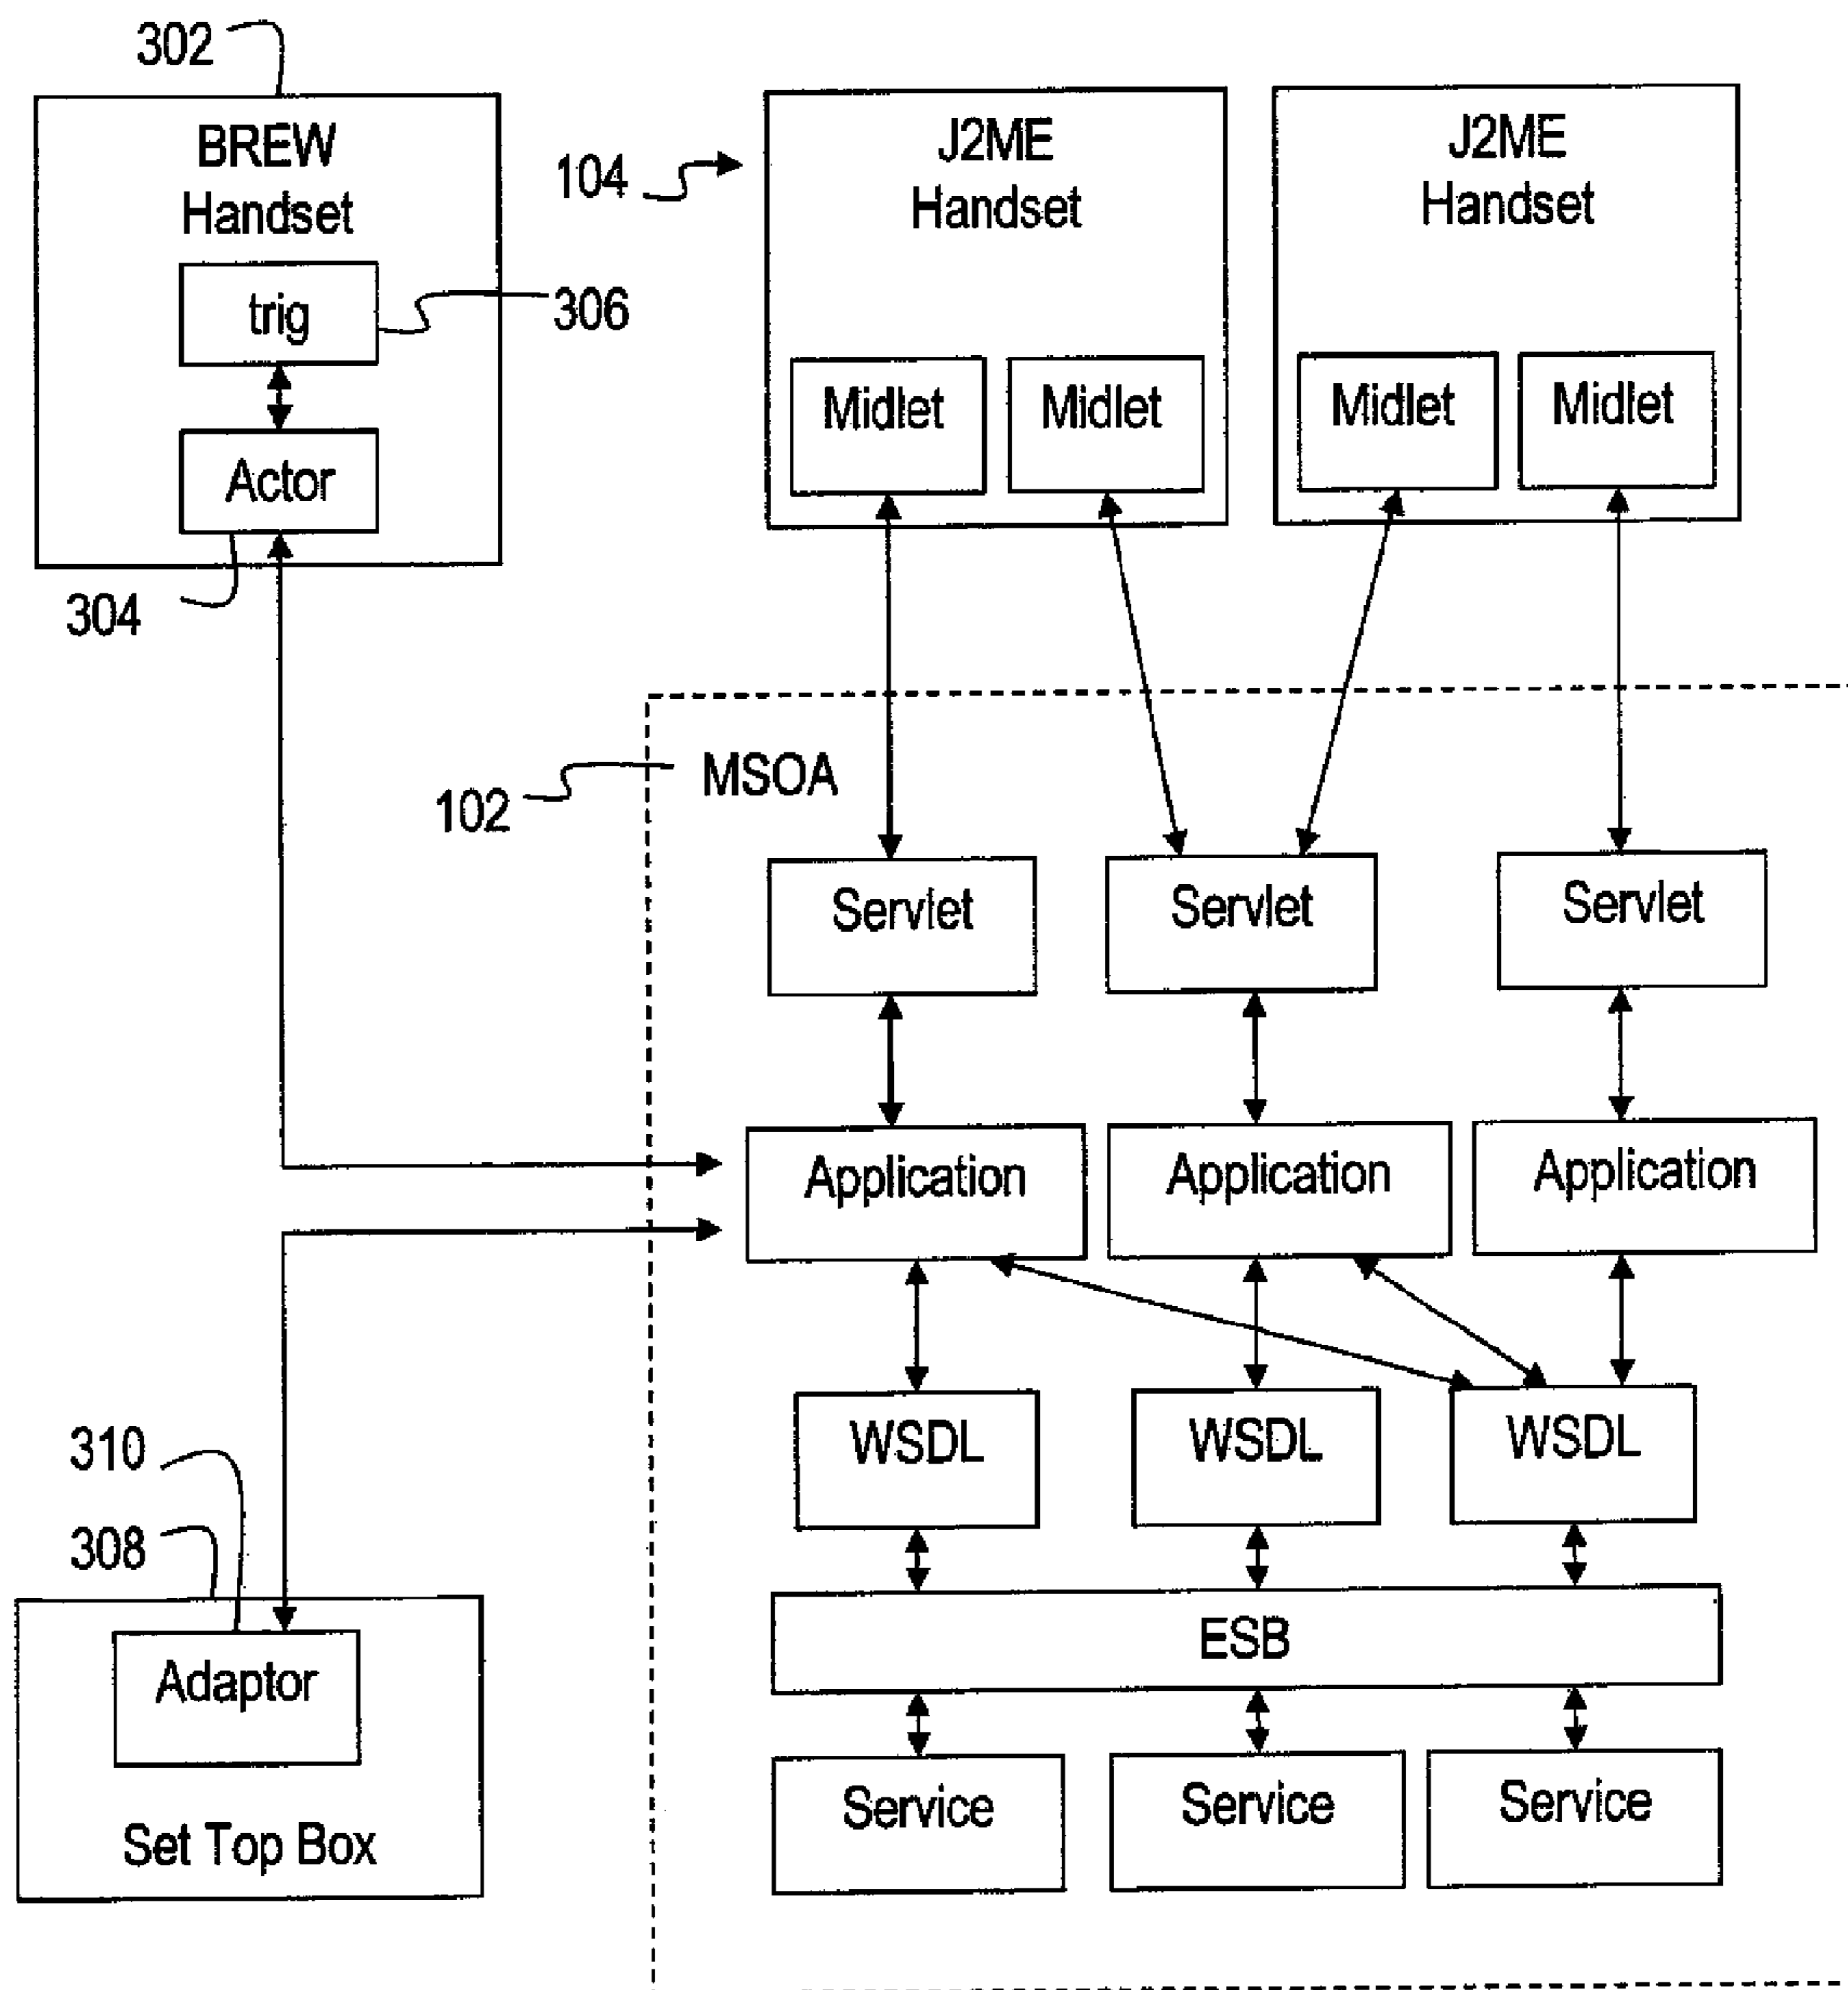 302
BREW
Handset
trig
306
Actor
304
104
J2ME
Handset
Midlet
Midlet
J2ME
Handset
Midlet
Midlet
102
MSOA
Servlet
Servlet
Servlet
Application
Application
Application
WSDL
WSDL
WSDL
ESB
Service
Service
Service
310
308
Adaptor
Set Top Box